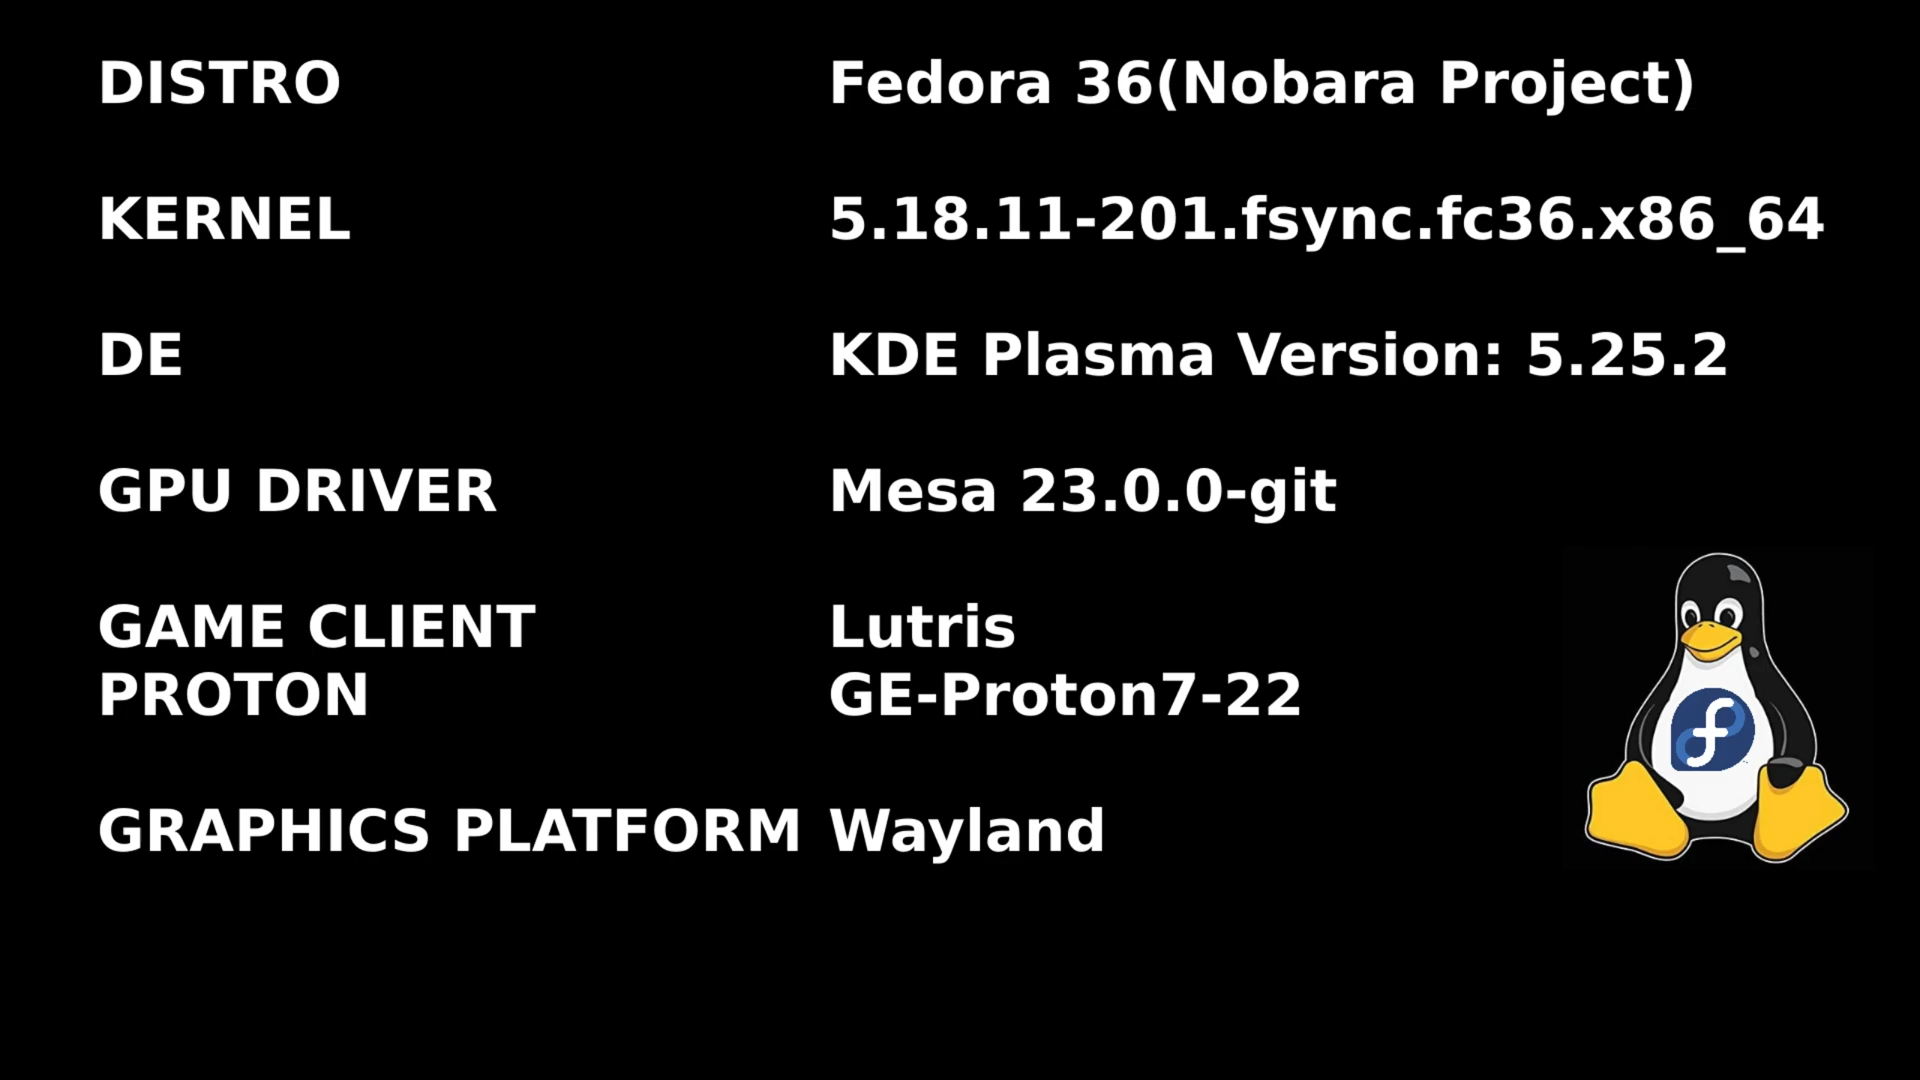 DISTRO Fedora 36(Nobara Project)
KERNEL 5.18.11-201.fsync.fc36.x86_64
DE KDE Plasma Version: 5.25.2
GPU DRIVER Mesa 23.0.0-git
GAME CLIENT Lutris
PROTON GE-Proton7-22
GRAPHICS PLATFORM Wayland